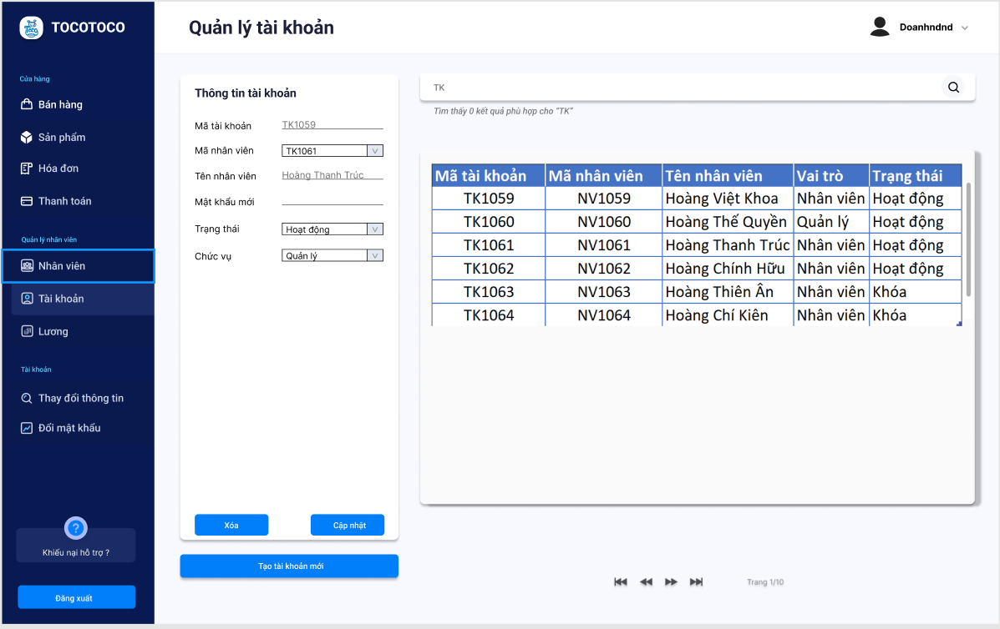 TOCOTOCO
Quản lý tài khoản
Doanhndnd
Cửa hàng
Bán hàng
Sản phẩm
Hóa đơn
Thanh toán
Quản lý nhân viên
Nhân viên
Tài khoản
Lương
Tài khoản
Thay đổi thông tin
Đổi mật khẩu
?
Khiếu nại hỗ trợ ?
Đăng xuất
Thông tin tài khoản
Mã tài khoản TK1059
Mã nhân viên TK1061 V
Tên nhân viên Hoàng Thanh Trúc
Mật khẩu mới
Trạng thái Hoạt động V
Chức vụ Quản lý V
Xóa Cập nhật
Tạo tài khoản mới
TK
Tìm thấy 0 kết quả phù hợp cho "TK"
Mã tài khoản Mã nhân viên Tên nhân viên Vai trò Trạng thái
TK1059 NV1059 Hoàng Việt Khoa Nhân viên Hoạt động
TK1060 NV1060 Hoàng Thế Quyền Quản lý Hoạt động
TK1061 NV1061 Hoàng Thanh Trúc Nhân viên Hoạt động
TK1062 NV1062 Hoàng Chính Hữu Nhân viên Hoạt động
TK1063 NV1063 Hoàng Thiên Ân Nhân viên Khóa
TK1064 NV1064 Hoàng Chí Kiên Nhân viên Khóa
Trang 1/10